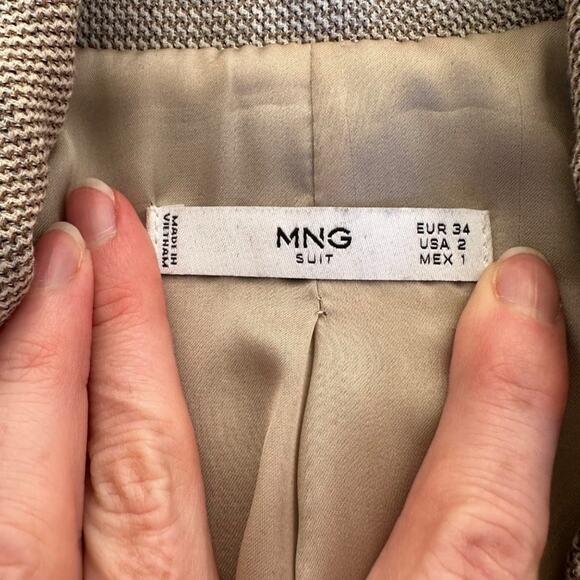 MADE IN
VIETNAM
MNG
SUIT
EUR 34
USA 2
MEX 1